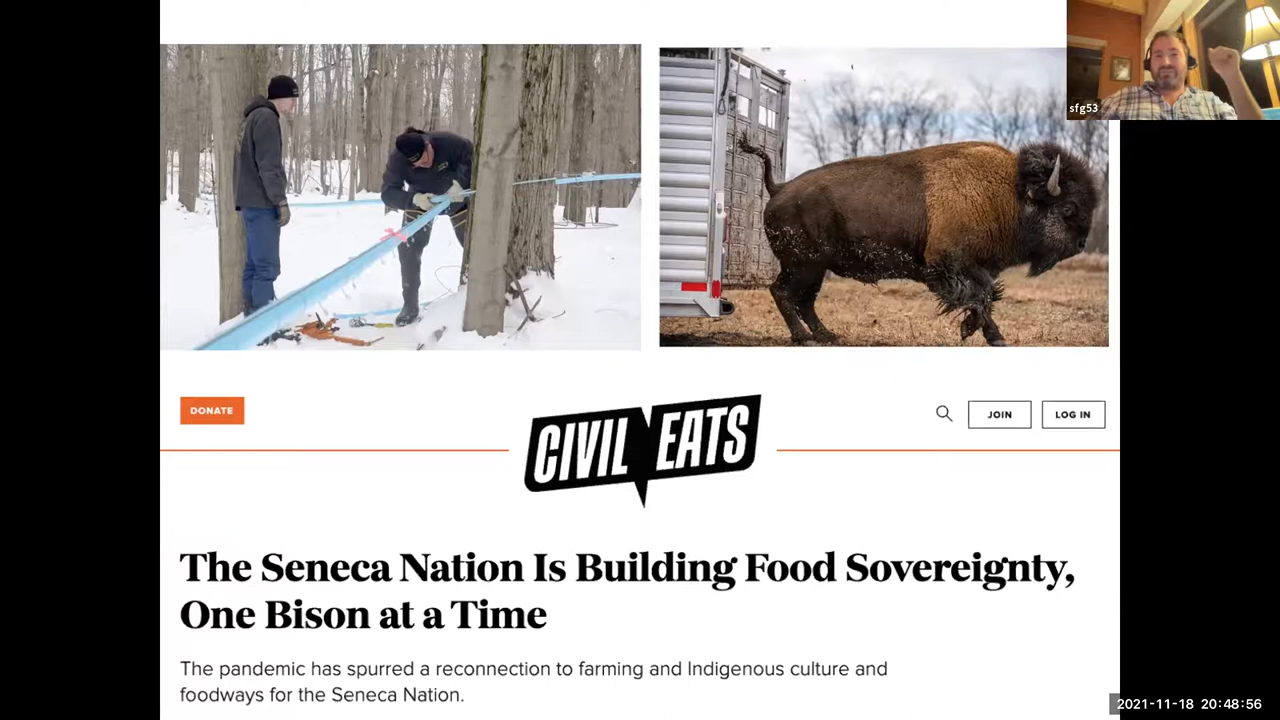 sfg53
DONATE
CIVIL EATS
JOIN
LOG IN
The Seneca Nation Is Building Food Sovereignty,
One Bison at a Time
The pandemic has spurred a reconnection to farming and Indigenous culture and
foodways for the Seneca Nation.
2021-11-18 20:48:56